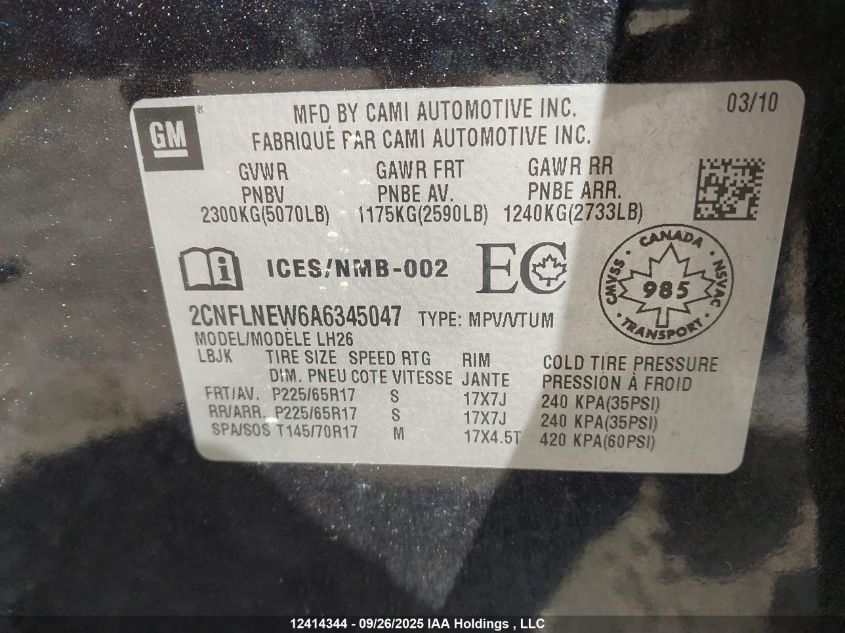 GM ®
MFD BY CAMI AUTOMOTIVE INC.
03/10
FABRIQUÉ PAR CAMI AUTOMOTIVE INC.
GVWR GAWR FRT GAWR RR
PNBV PNBE AV. PNBE ARR.
2300KG(5070LB) 1175KG(2590LB) 1240KG(2733LB)
i ICES/NMB-002 EC
CANADA
CMVSS 985 NSVAC
TRANSPORT
2CNFLNEW6A6345047 TYPE: MPV/VTUM
MODEL/MODÈLE LH26
LBJK TIRE SIZE SPEED RTG RIM COLD TIRE PRESSURE
DIM. PNEU COTE VITESSE JANTE PRESSION À FROID
FRT/AV. P225/65R17 S 17X7J 240 KPA(35PSI)
RR/ARR. P225/65R17 S 17X7J 240 KPA(35PSI)
SPA/SOS T145/70R17 M 17X4.5T 420 KPA(60PSI)
12414344 - 09/26/2025 IAA Holdings , LLC